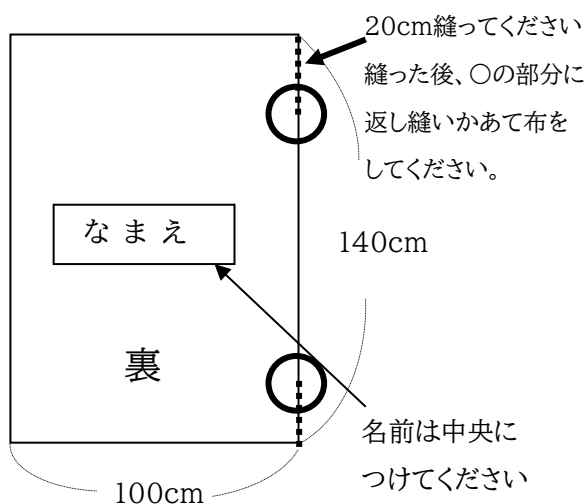 20cm縫ってください
縫った後、〇の部分に
返し縫いかあて布を
してください。
なまえ
140cm
裏
名前は中央に
つけてください
100cm